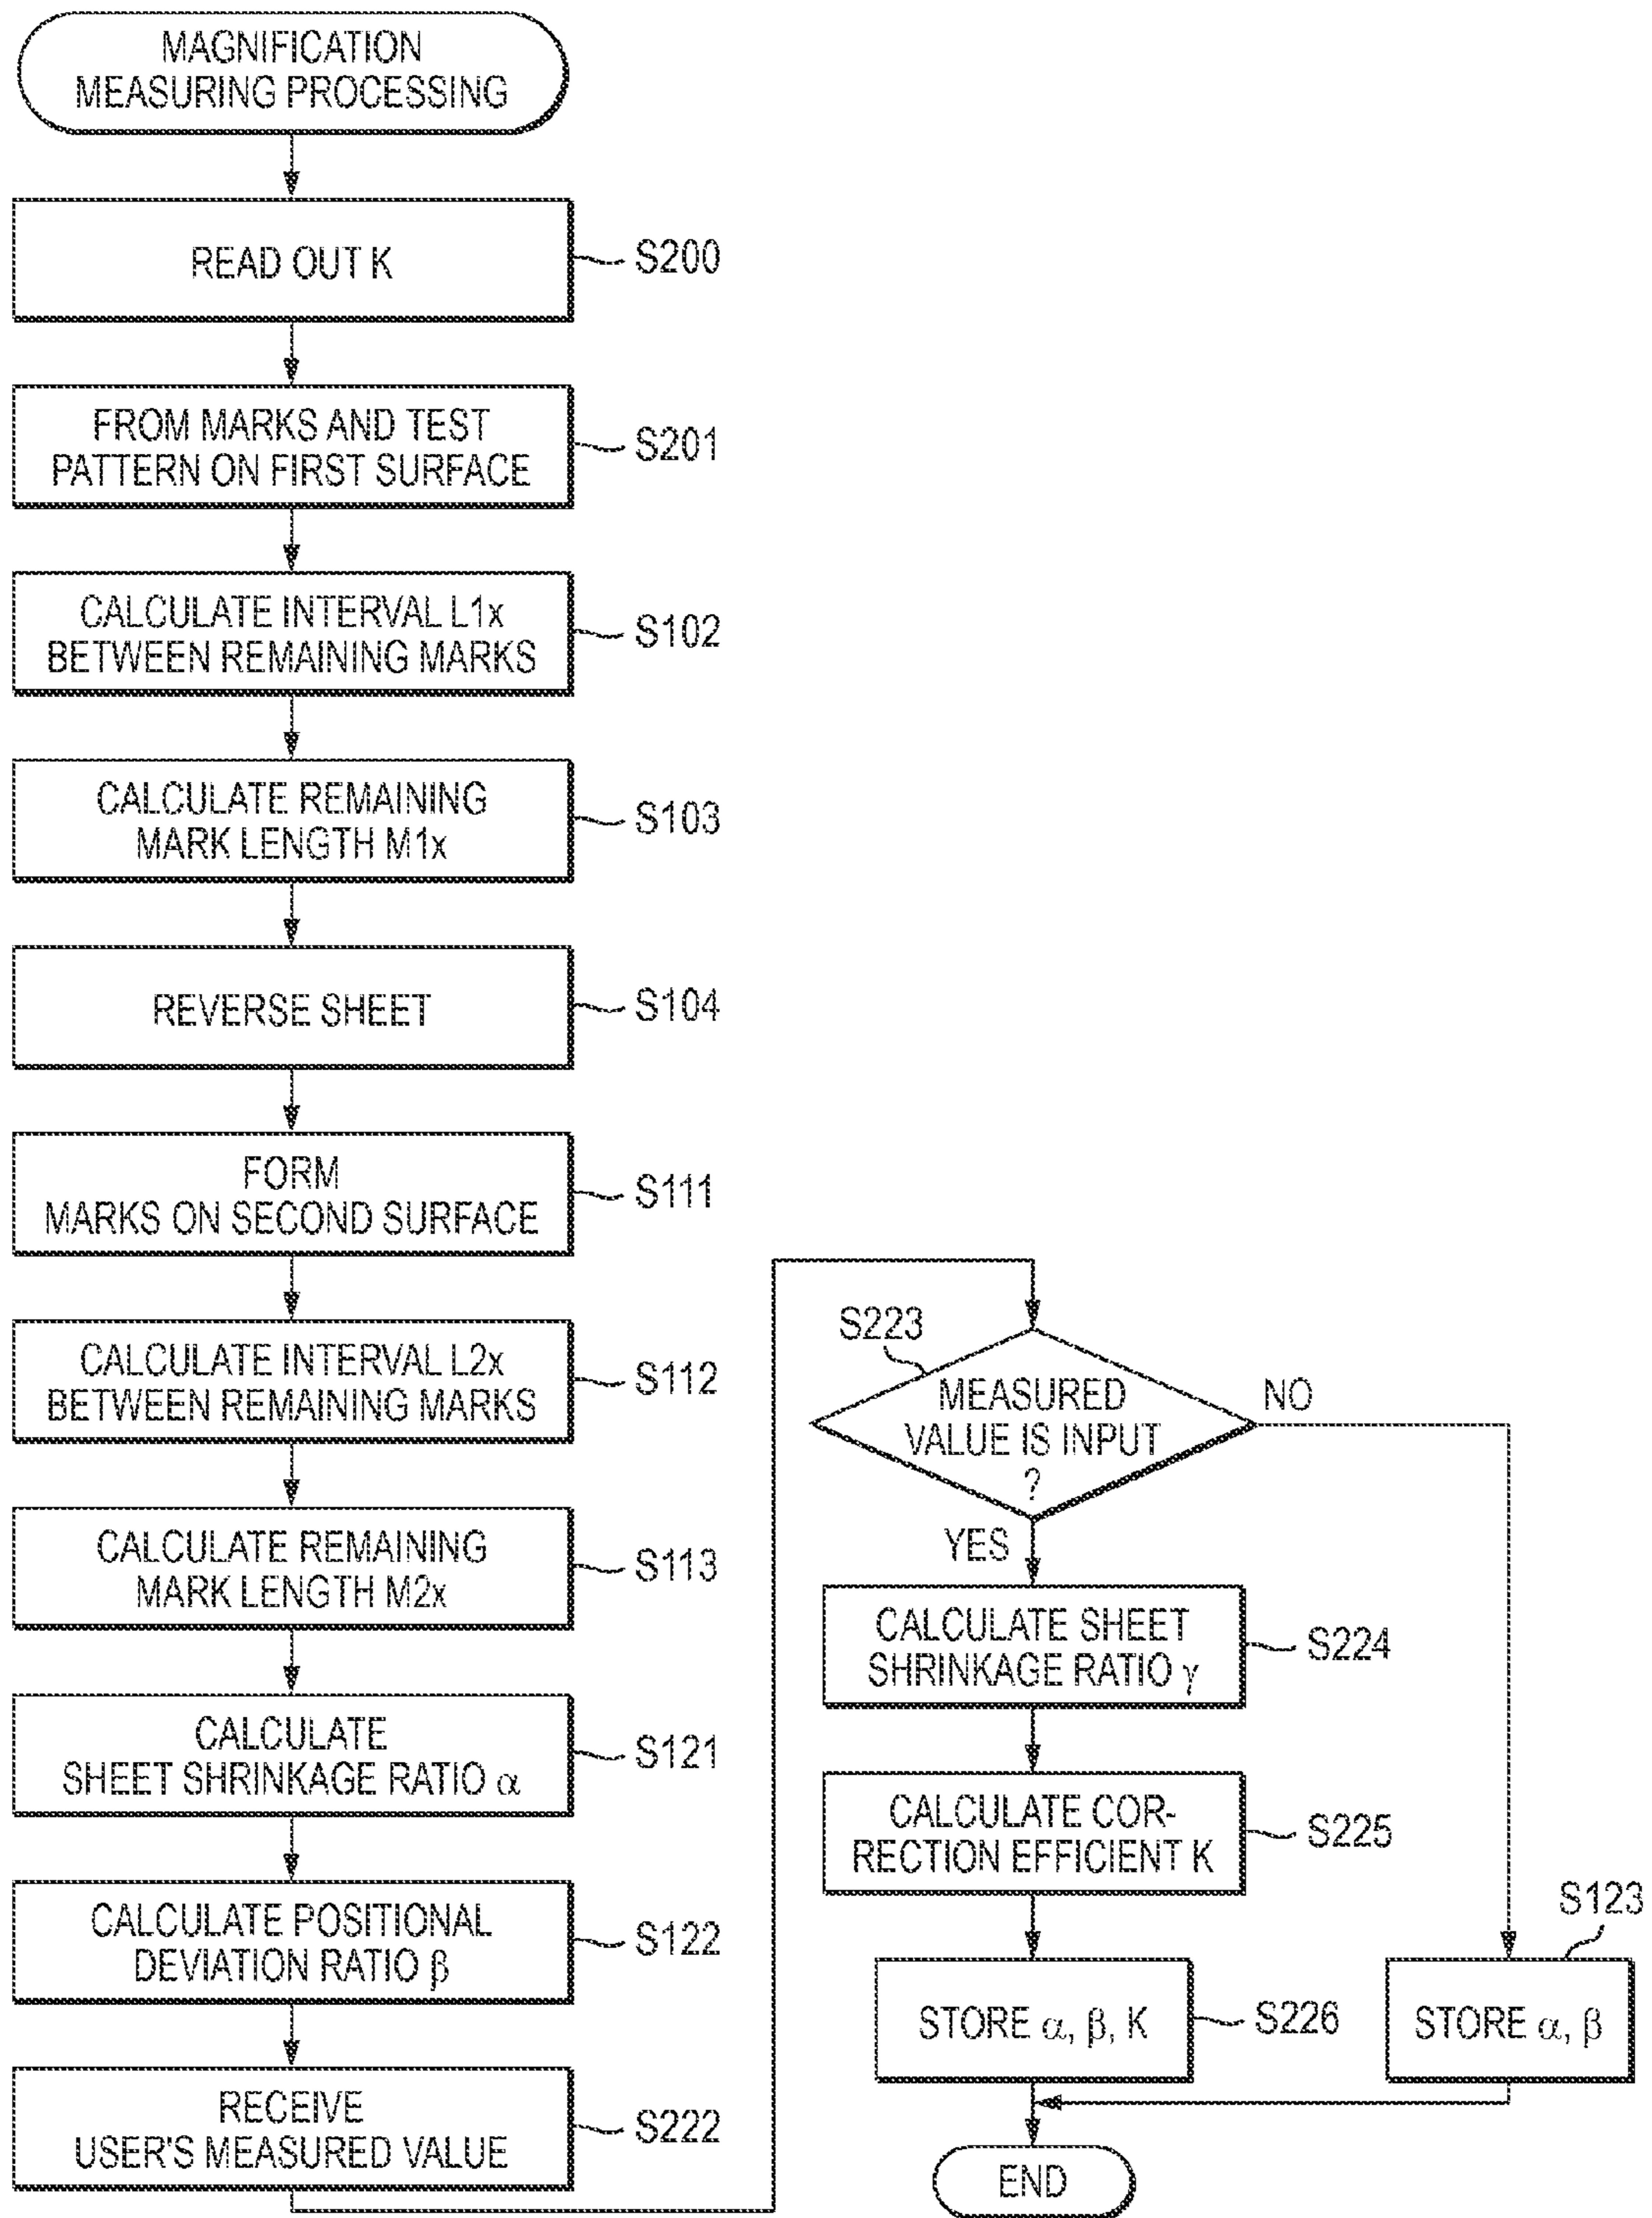 MAGNIFICATION
MEASURING PROCESSING
READ OUT K
S200
FROM MARKS AND TEST
PATTERN ON FIRST SURFACE
S201
CALCULATE INTERVAL L1x
BETWEEN REMAINING MARKS
S102
CALCULATE REMAINING
MARK LENGTH M1x
S103
REVERSE SHEET
S104
FORM
MARKS ON SECOND SURFACE
S111
CALCULATE INTERVAL L2x
BETWEEN REMAINING MARKS
S112
CALCULATE REMAINING
MARK LENGTH M2x
S113
CALCULATE
SHEET SHRINKAGE RATIO α
S121
CALCULATE POSITIONAL
DEVIATION RATIO β
S122
RECEIVE
USER'S MEASURED VALUE
S222
S223
MEASURED
VALUE IS INPUT
?
NO
YES
CALCULATE SHEET
SHRINKAGE RATIO γ
S224
CALCULATE COR-
RECTION EFFICIENT K
S225
STORE α, β, K
S226
S123
STORE α, β
END